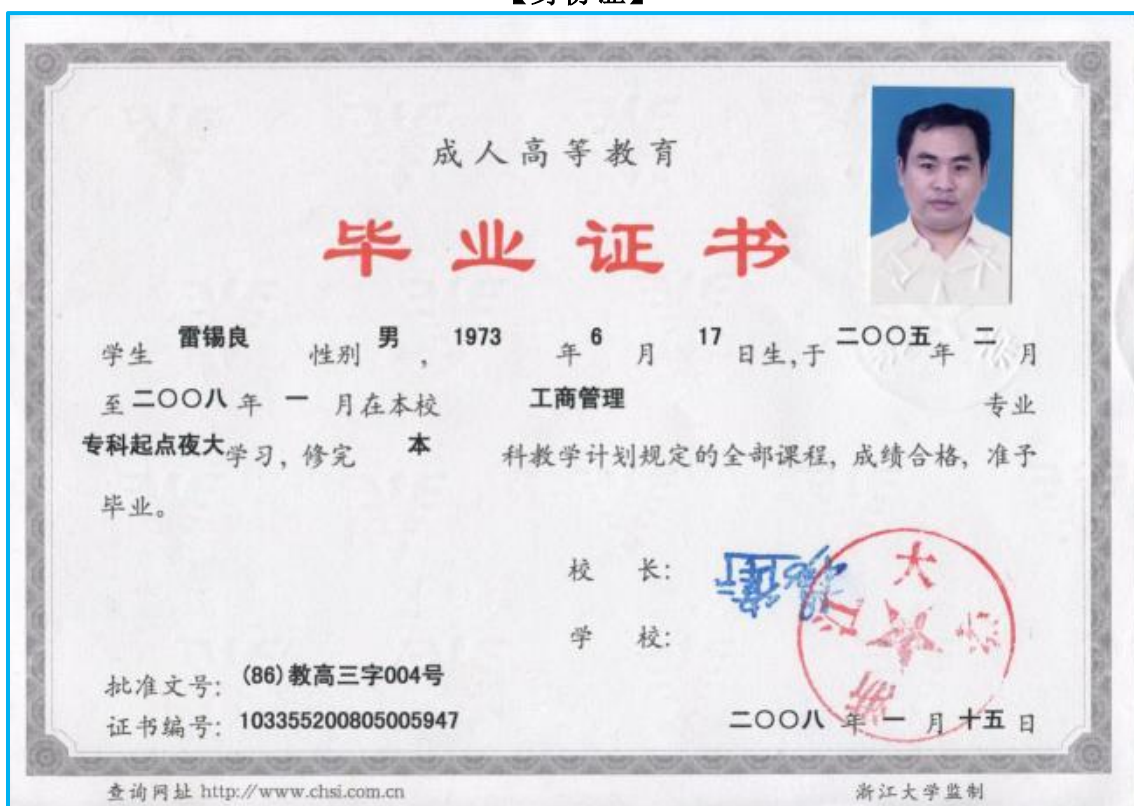 【身份证】
成人高等教育
毕业证书
学生 雷锡良 性别 男 , 1973 年 6 月 17 日生,于 二〇〇五 年 二 月
至 二〇〇八 年 一 月在本校 工商管理 专业
专科起点夜大 学习, 修完 本 科教学计划规定的全部课程, 成绩合格, 准予
毕业。
校 长:
学 校:
批准文号: (86)教高三字004号
证书编号: 103355200805005947
二〇〇八 年 一 月 十五 日
查询网址 http://www.chsi.com.cn
浙江大学监制